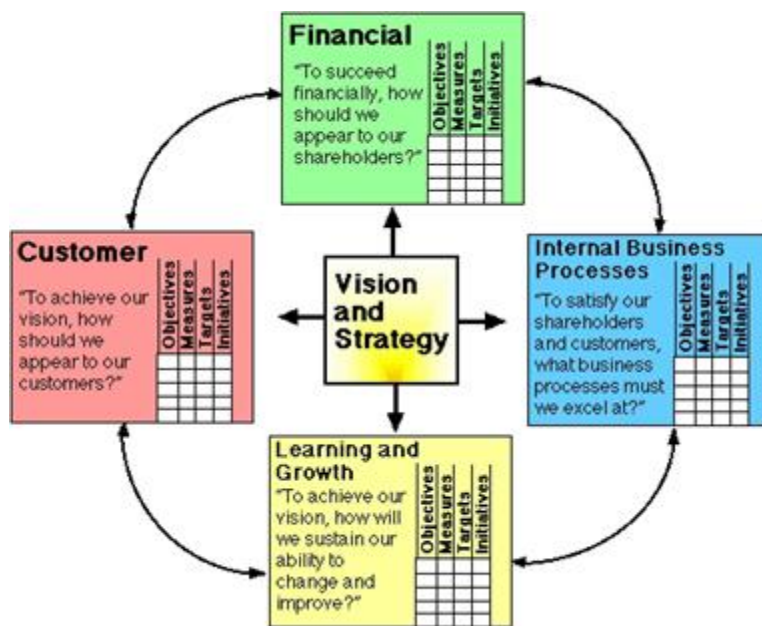 Financial
"To succeed
financially, how
should we
appear to our
shareholders?"
Objectives
Measures
Targets
Initiatives
Customer
"To achieve our
vision, how
should we
appear to our
customers?"
Objectives
Measures
Targets
Initiatives
Vision
and
Strategy
Internal Business
Processes
"To satisfy our
shareholders
and customers,
what business
processes must
we excel at?"
Objectives
Measures
Targets
Initiatives
Learning and
Growth
"To achieve our
vision, how will
we sustain our
ability to
change and
improve?"
Objectives
Measures
Targets
Initiatives